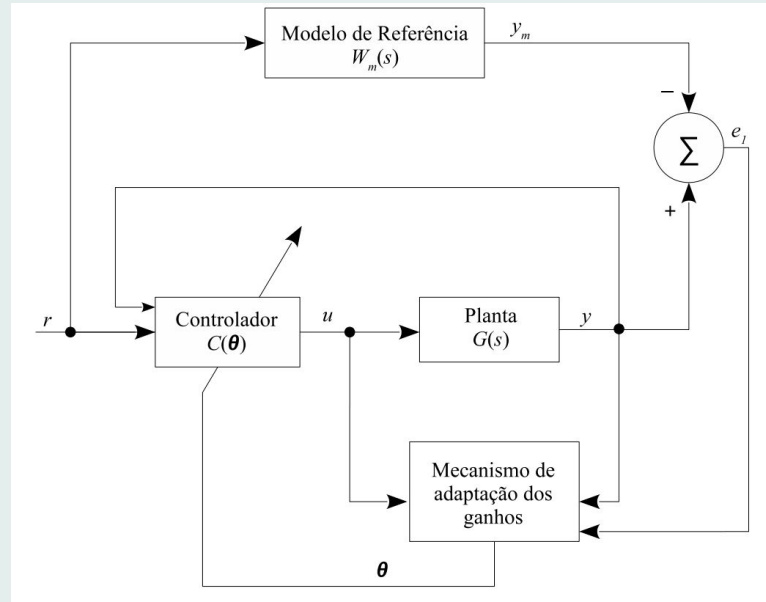 Modelo de Referência
W_m(s)
y_m
−
e_1
Σ
+
r
Controlador
C(θ)
u
Planta
G(s)
y
Mecanismo de
adaptação dos
ganhos
θ